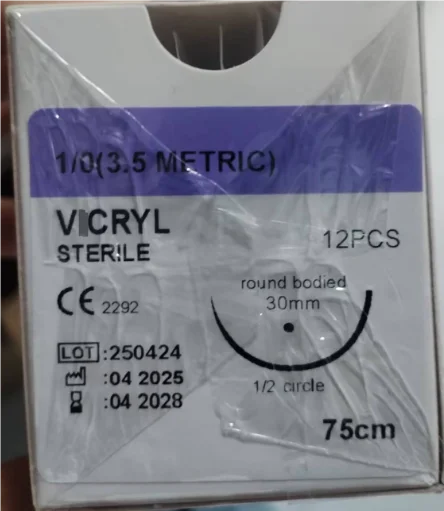 1/0(3.5 METRIC)
VICRYL
STERILE
12PCS
CE 2292
round bodied
30mm
1/2 circle
LOT :250424
:04 2025
:04 2028
75cm